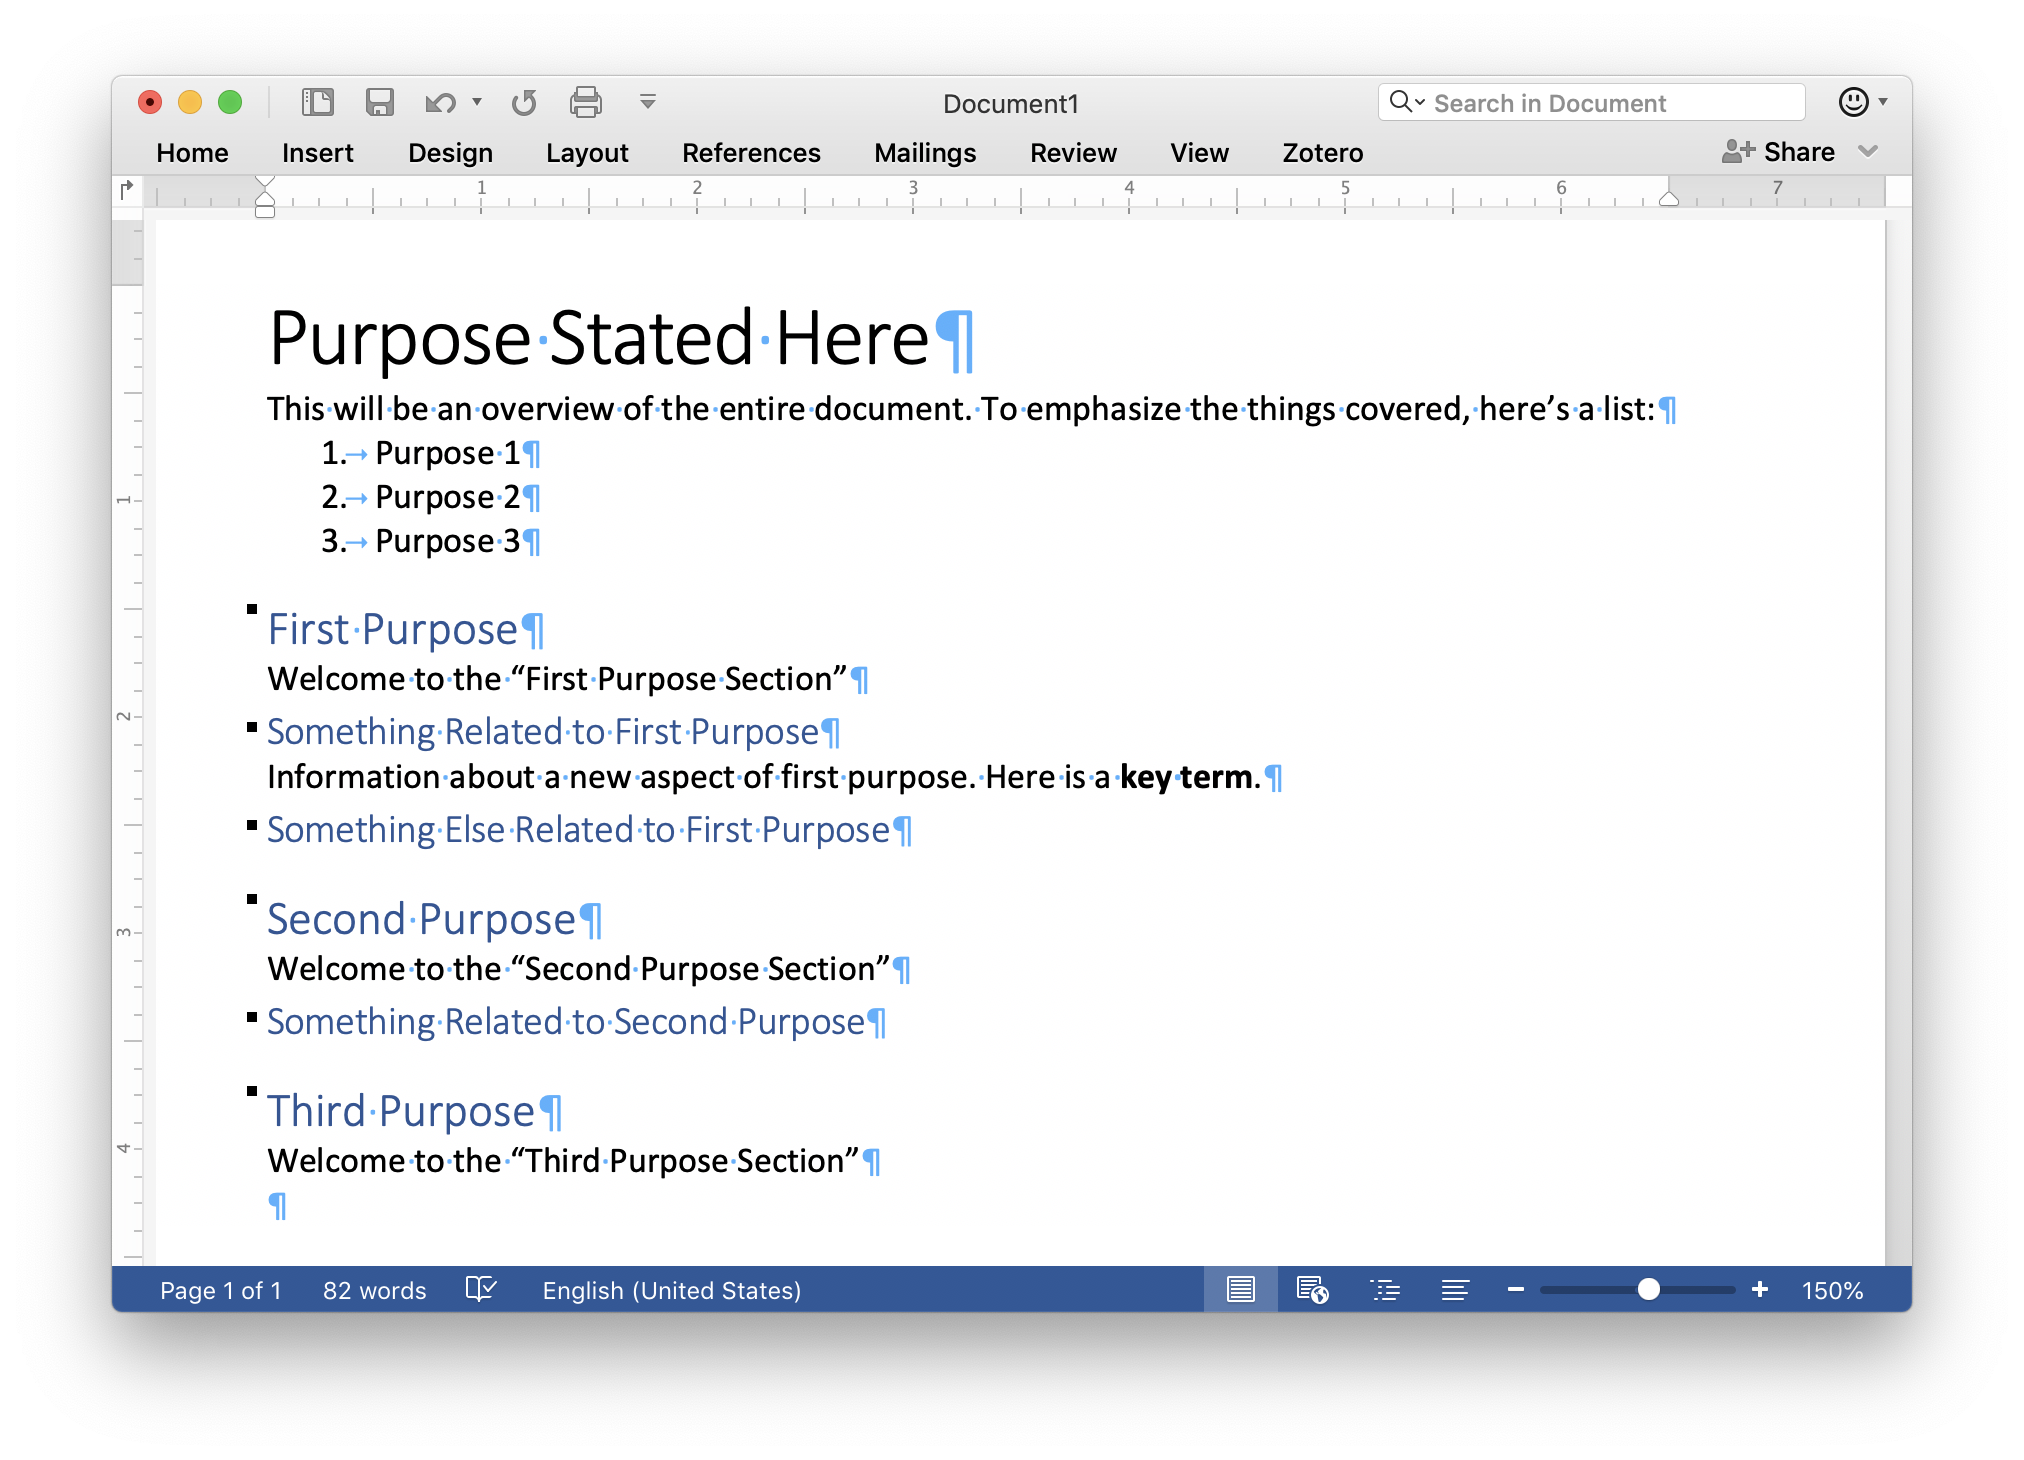 Document1
Search in Document
Home Insert Design Layout References Mailings Review View Zotero Share
1 2 3 4 5 6 7
Purpose Stated Here¶
This will be an overview of the entire document. To emphasize the things covered, here’s a list:¶
1.→ Purpose 1¶
2.→ Purpose 2¶
3.→ Purpose 3¶
First Purpose¶
Welcome to the “First Purpose Section”¶
Something Related to First Purpose¶
Information about a new aspect of first purpose. Here is a key term.¶
Something Else Related to First Purpose¶
Second Purpose¶
Welcome to the “Second Purpose Section”¶
Something Related to Second Purpose¶
Third Purpose¶
Welcome to the “Third Purpose Section”¶
¶
1
2
3
4
Page 1 of 1 82 words English (United States) 150%